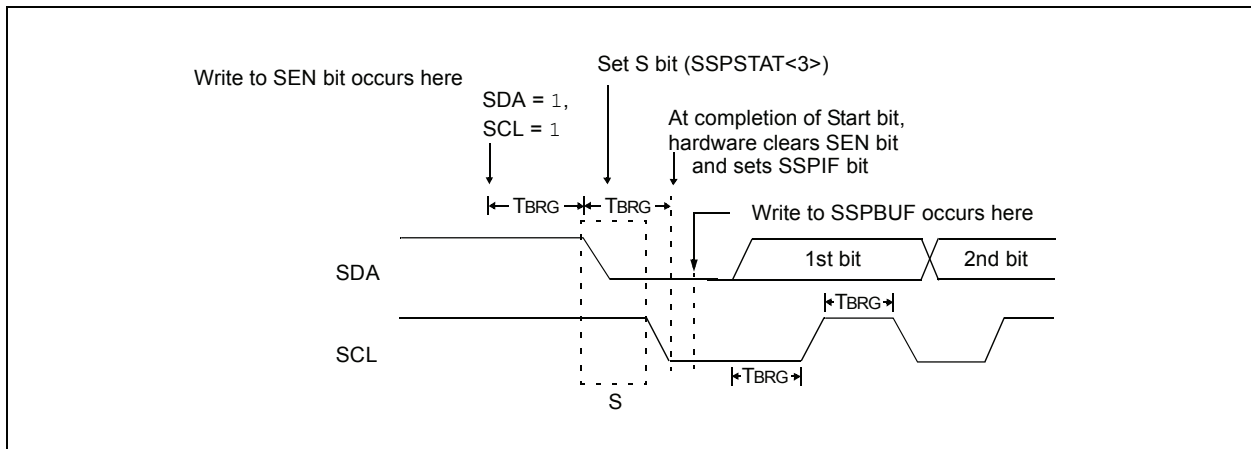 Write to SEN bit occurs here
Set S bit (SSPSTAT<3>)
SDA = 1,
SCL = 1
At completion of Start bit,
hardware clears SEN bit
and sets SSPIF bit
TBRG
TBRG
Write to SSPBUF occurs here
SDA
1st bit
2nd bit
TBRG
SCL
TBRG
S